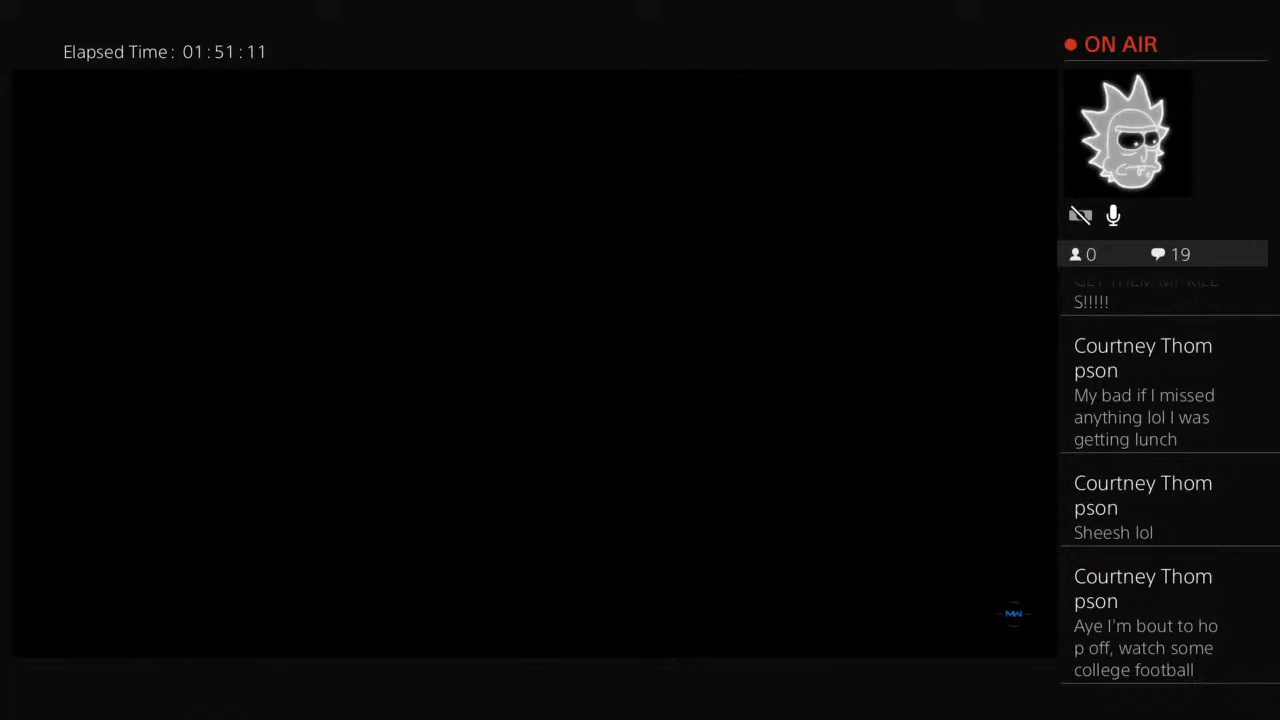 Elapsed Time: 01:51:11
ON AIR
0 19
S!!!!!
Courtney Thom
pson
My bad if I missed
anything lol I was
getting lunch
Courtney Thom
pson
Sheesh lol
Courtney Thom
pson
Aye I'm bout to ho
p off, watch some
college football
MW